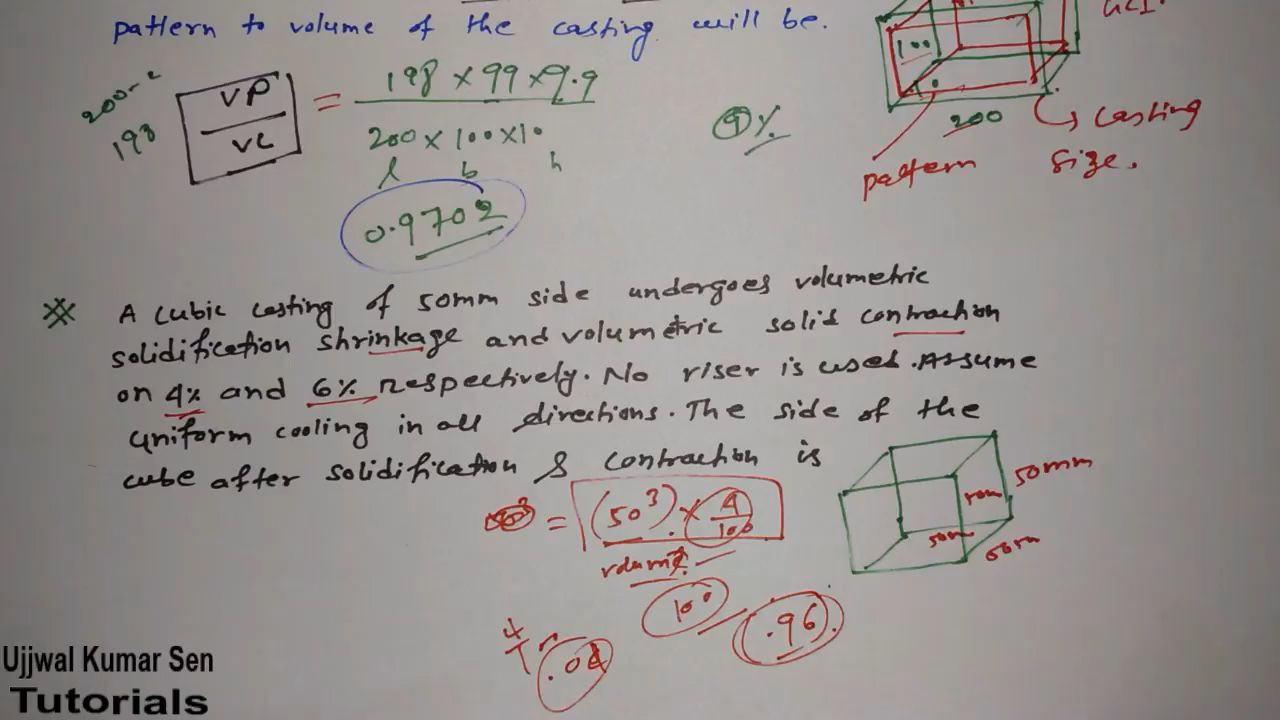 pattern to volume of the casting will be.
200-2
198
VP
VC
=
198 × 99 × 9.9
200 × 100 × 10
l b h
0.9702
%
100
200
casting
size.
pattern
A cubic casting of 50mm side undergoes volumetric
solidification shrinkage and volumetric solid contraction
on 4% and 6% respectively. No riser is used. Assume
uniform cooling in all directions. The side of the
cube after solidification & contraction is
= (50³) × 4/100
volume
100
.96
50mm
Ujjwal Kumar Sen
Tutorials